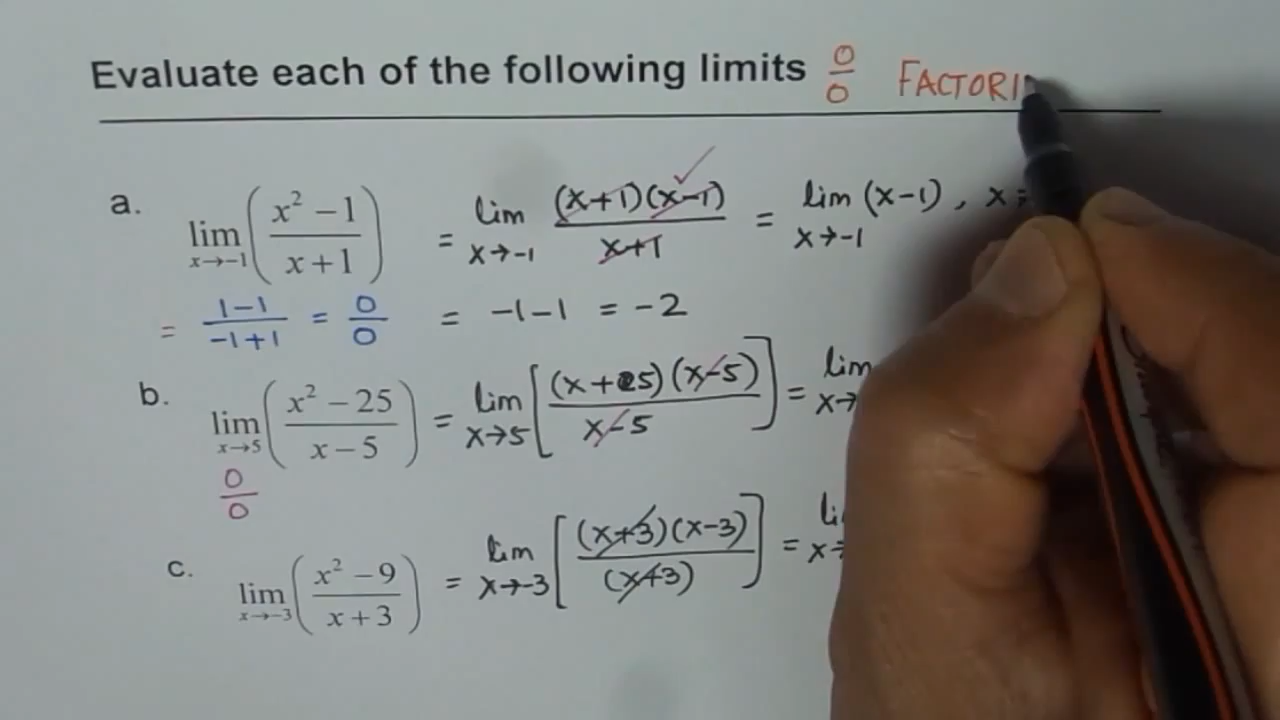 Evaluate each of the following limits 0/0 FACTORI
a. lim x→-1 ( (x² − 1)/(x + 1) ) = lim x→-1 (x+1)(x-1)/(x+1) = lim x→-1 (x-1), x
= (1-1)/(-1+1) = 0/0 = -1-1 = -2
b. lim x→5 ( (x² − 25)/(x − 5) ) = lim x→5 [ (x+5)(x-5)/(x-5) ] = lim x→
0/0
c. lim x→-3 ( (x² − 9)/(x + 3) ) = lim x→-3 [ (x+3)(x-3)/(x+3) ] = li x→